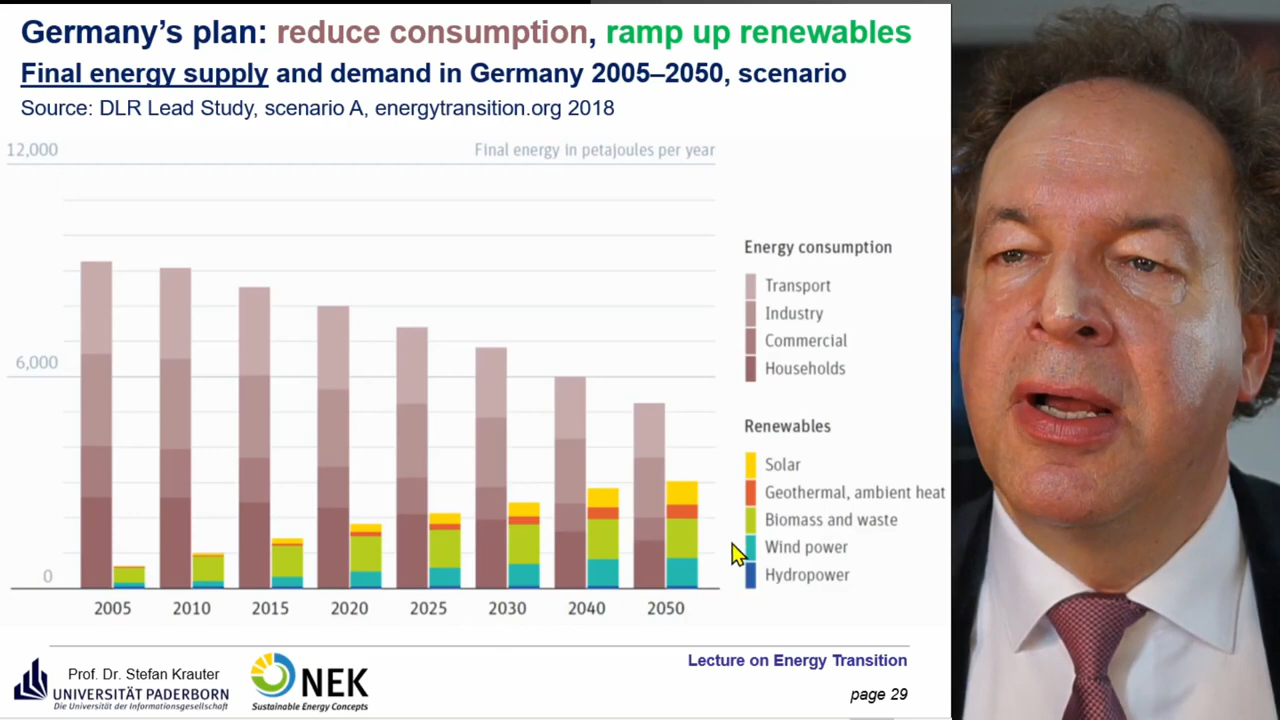 Germany's plan: reduce consumption, ramp up renewables
Final energy supply and demand in Germany 2005–2050, scenario
Source: DLR Lead Study, scenario A, energytransition.org 2018
12,000
Final energy in petajoules per year
6,000
0
Energy consumption
Transport
Industry
Commercial
Households
Renewables
Solar
Geothermal, ambient heat
Biomass and waste
Wind power
Hydropower
2005 2010 2015 2020 2025 2030 2040 2050
Prof. Dr. Stefan Krauter
UNIVERSITÄT PADERBORN
Die Universität der Informationsgesellschaft
NEK
Sustainable Energy Concepts
Lecture on Energy Transition
page 29